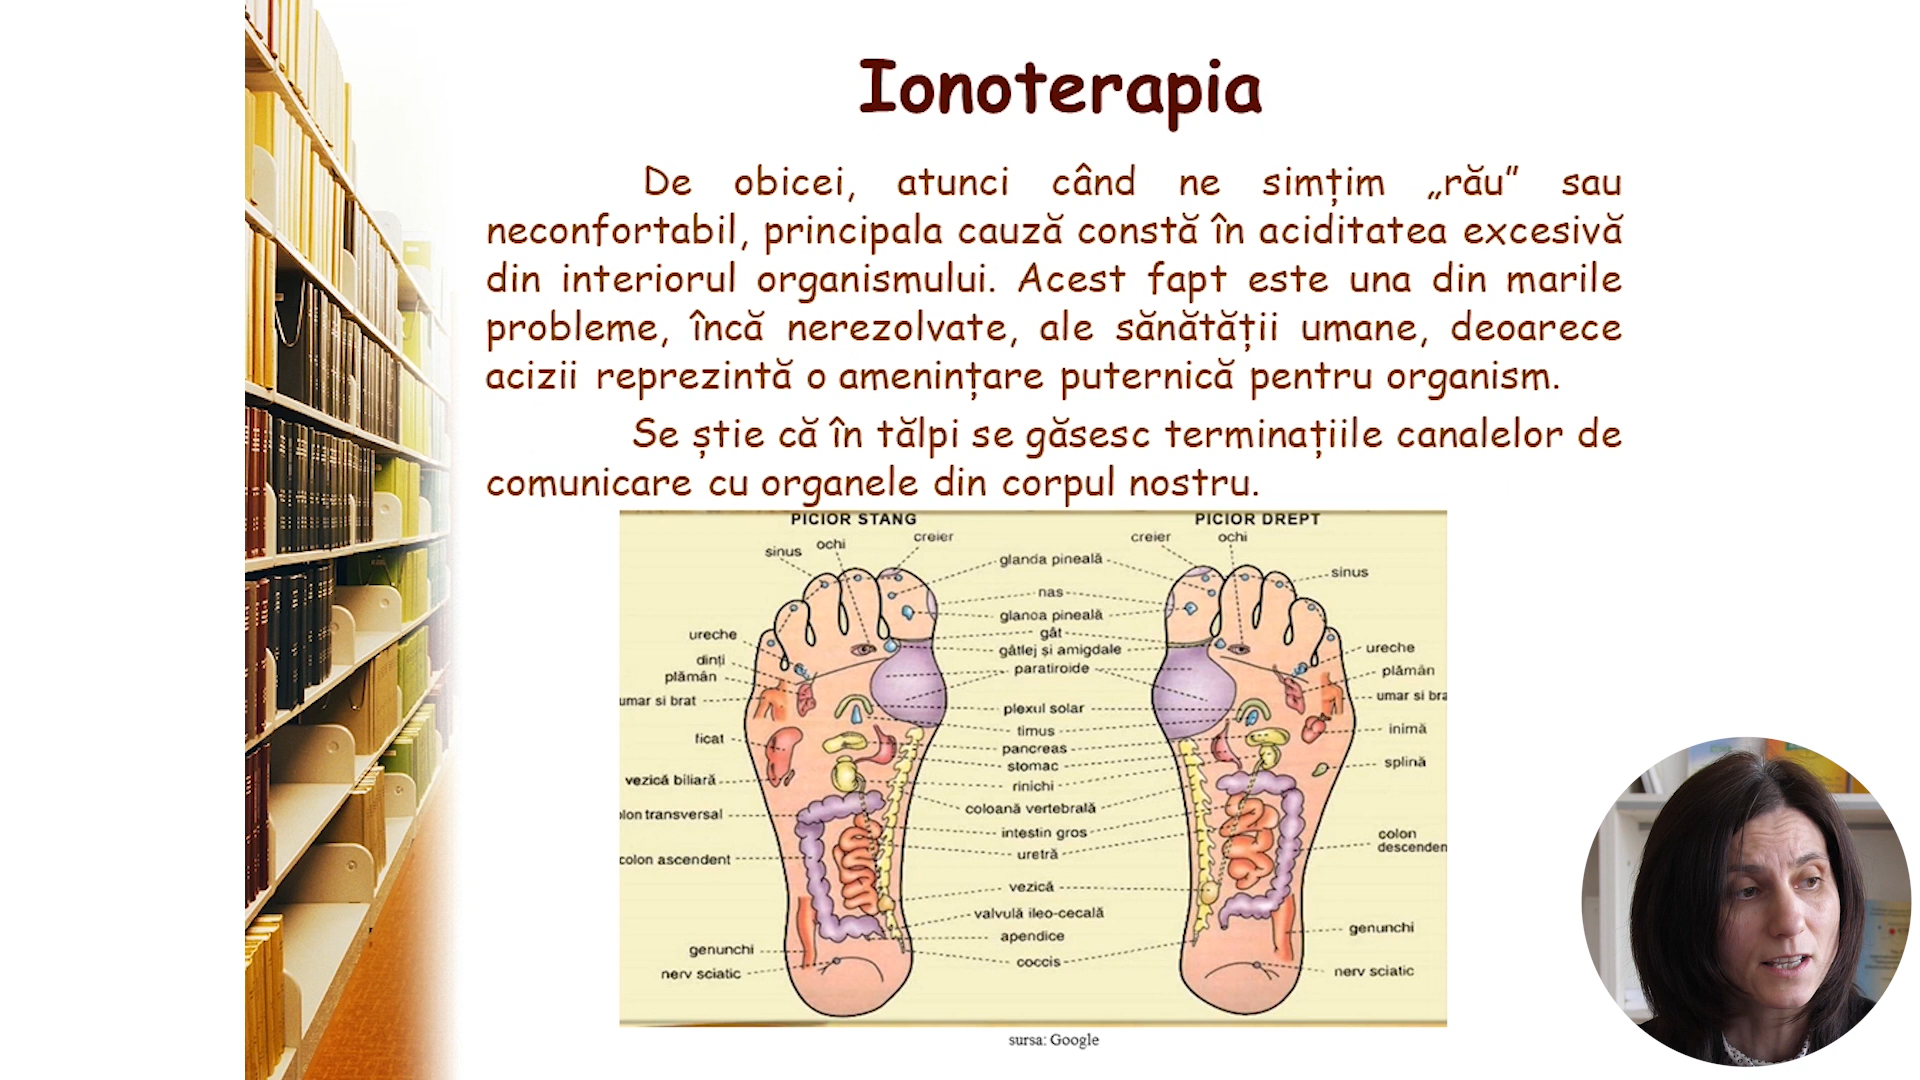 Ionoterapia
De obicei, atunci când ne simțim „rău” sau
neconfortabil, principala cauză constă în aciditatea excesivă
din interiorul organismului. Acest fapt este una din marile
probleme, încă nerezolvate, ale sănătății umane, deoarece
acizii reprezintă o amenințare puternică pentru organism.
Se știe că în tălpi se găsesc terminațiile canalelor de
comunicare cu organele din corpul nostru.
PICIOR STANG
sinus
ochi
creier
ureche
dinți
plămân
umar si brat
ficat
vezică biliară
olon transversal
colon ascendent
genunchi
nerv sciatic
glanda pineală
nas
glanoa pineală
gât
gâtlej și amigdale
paratiroide
plexul solar
timus
pancreas
stomac
rinichi
coloană vertebrală
intestin gros
uretră
vezică
valvulă ileo-cecală
apendice
coccis
PICIOR DREPT
creier
ochi
sinus
ureche
plămân
umar si bra
inimă
splină
colon
descenden
genunchi
nerv sciatic
sursa: Google